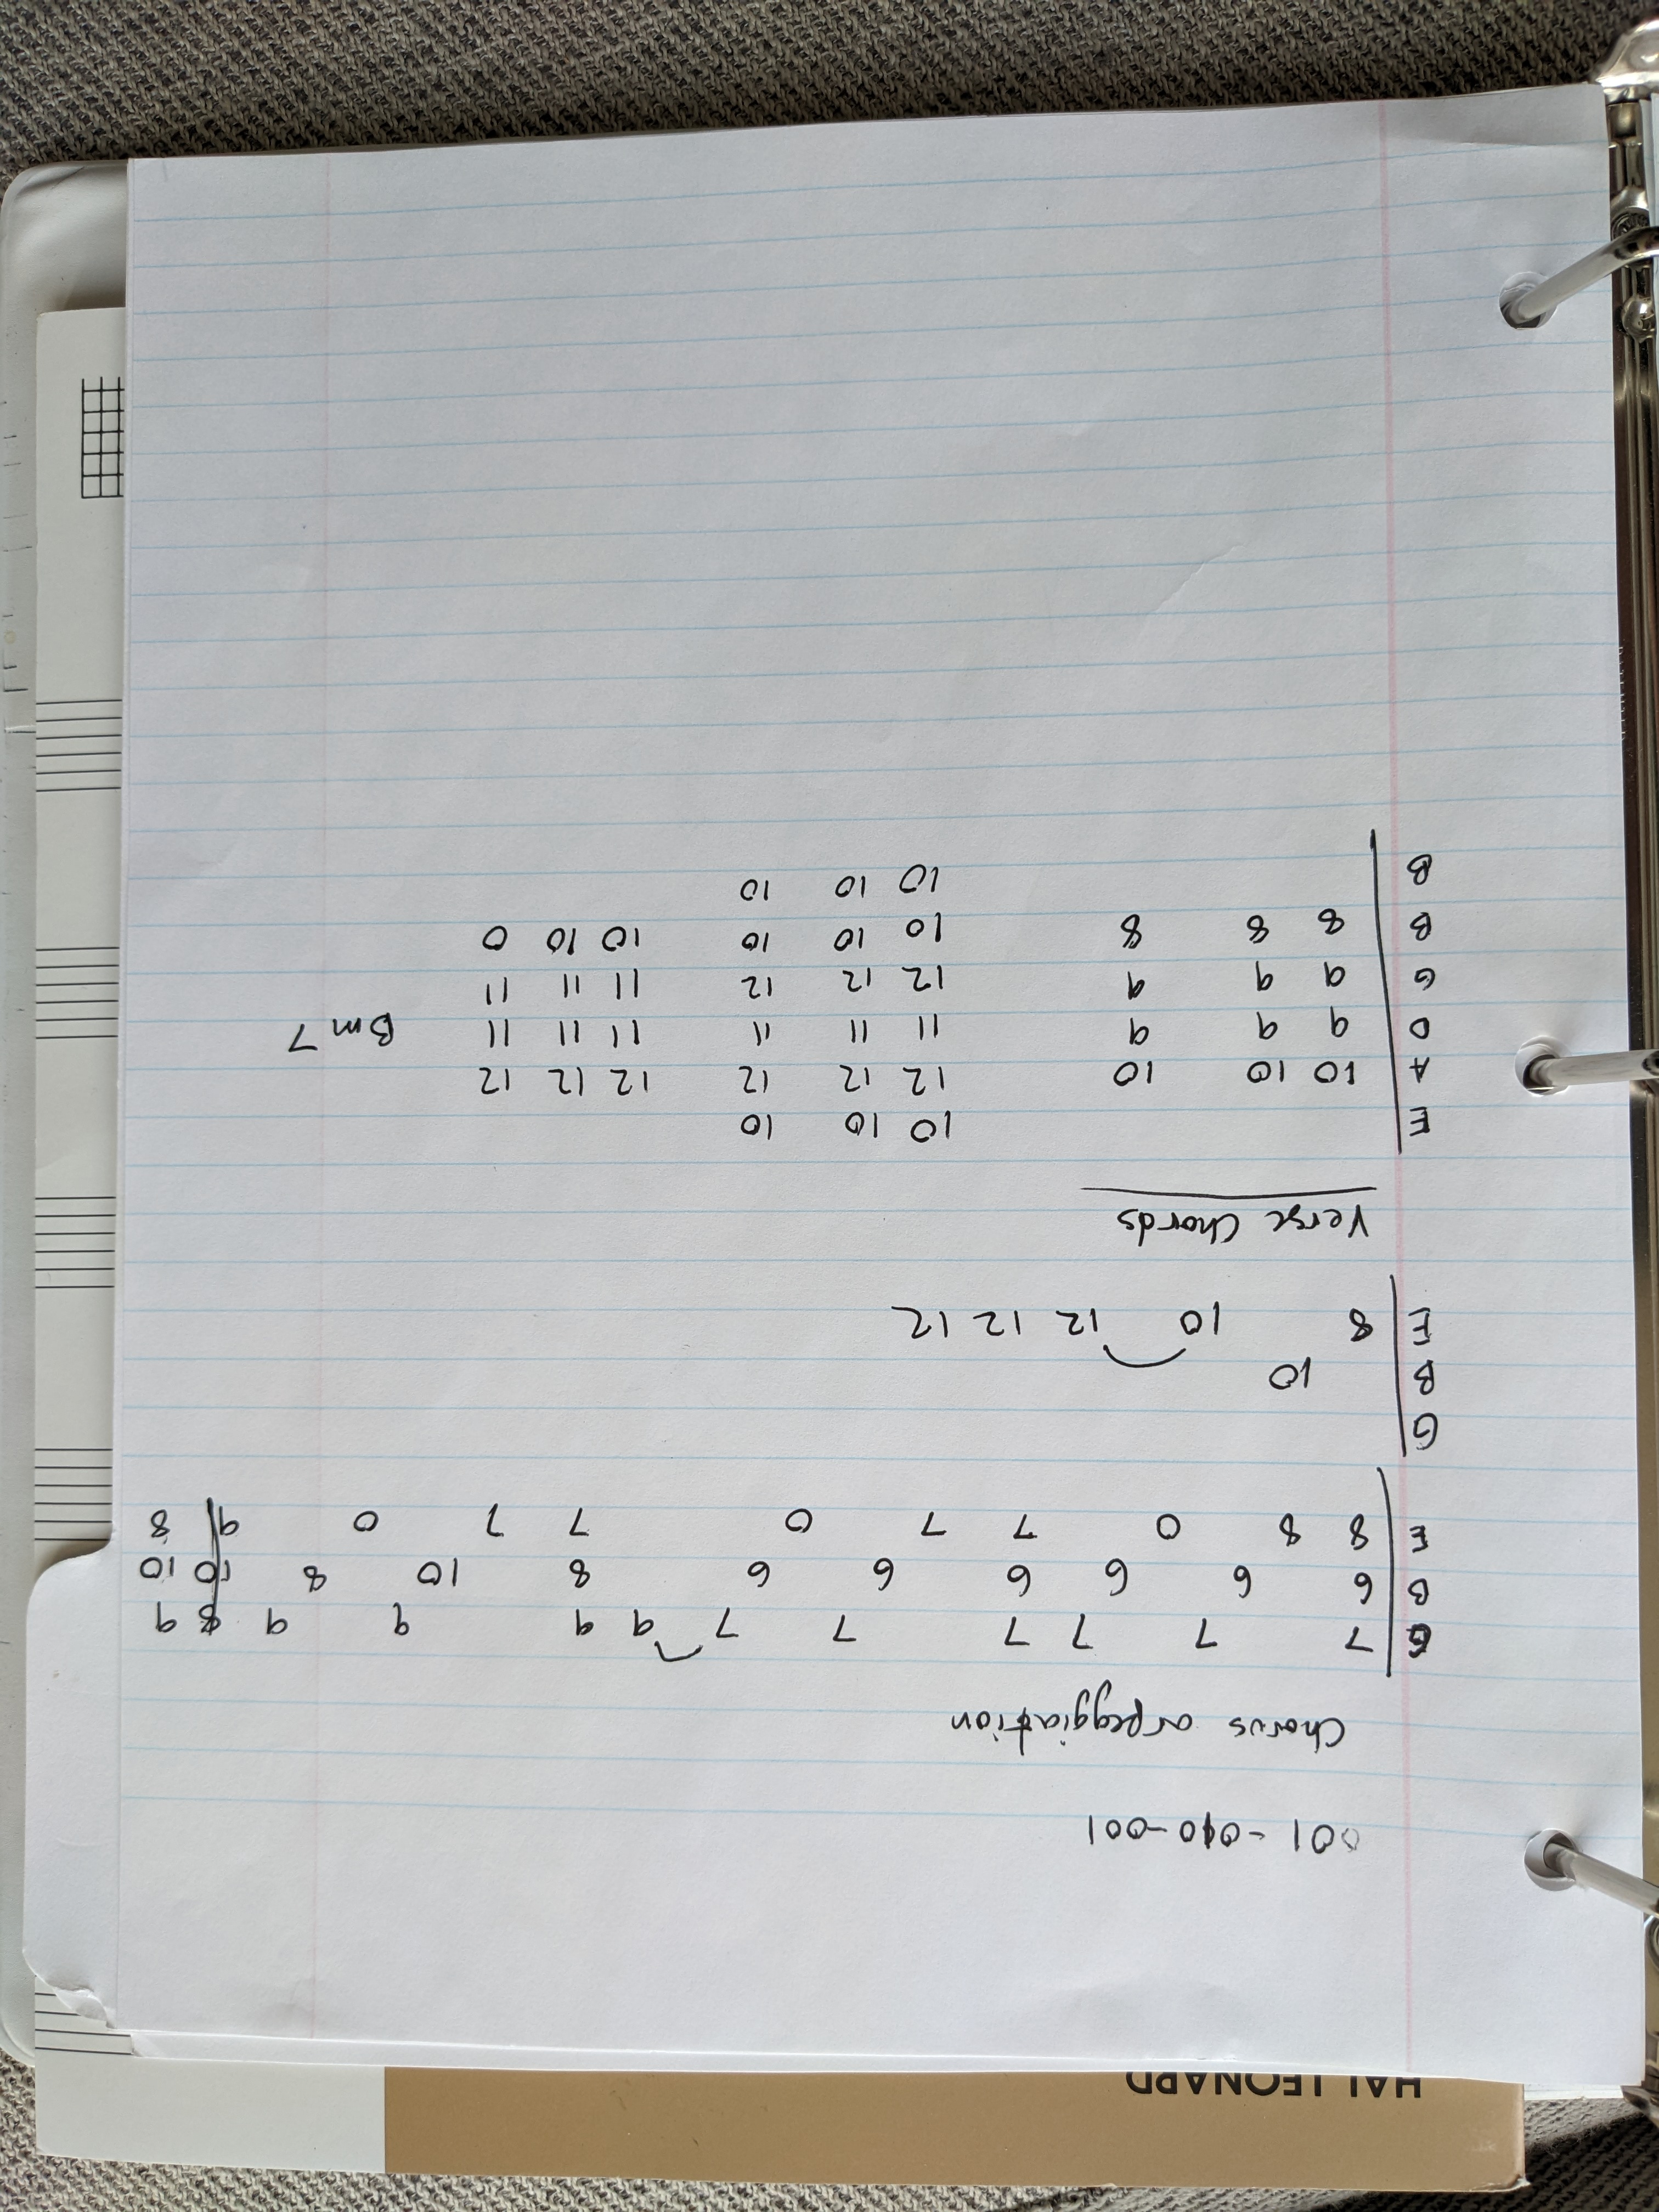 HAL LEONARD
001-010-001
Chorus arpeggiation
G 7 7 7 7 7 7 9 9 9 9 8 9
B 6 6 6 6 6 6 8 10 8 10 10
E 8 8 0 7 7 0 7 7 0 9 8
G
B 10
E 8 10 12 12 12
Verse Chords
E 10 10 10
A 10 10 10 12 12 12 12 12 12
D 9 9 9 11 11 11 11 11 11 Bm7
G 9 9 9 12 12 12 11 11 11
B 8 8 8 10 10 10 10 10 0
B 10 10 10